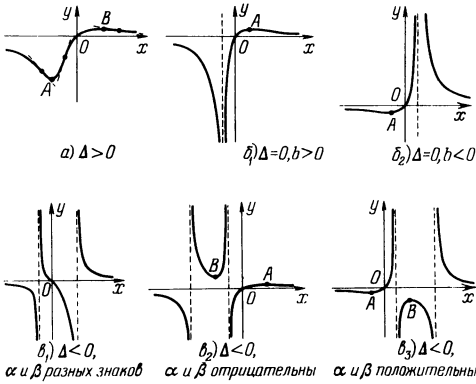 y
B
O
x
A
а) Δ>0
y
A
O
x
б₁) Δ=0, b>0
y
O
A
x
б₂) Δ=0, b<0
y
O
x
в₁) Δ<0,
α и β разных знаков
y
B
A
O
x
в₂) Δ<0,
α и β отрицательны
y
O
A
B
x
в₃) Δ<0,
α и β положительны